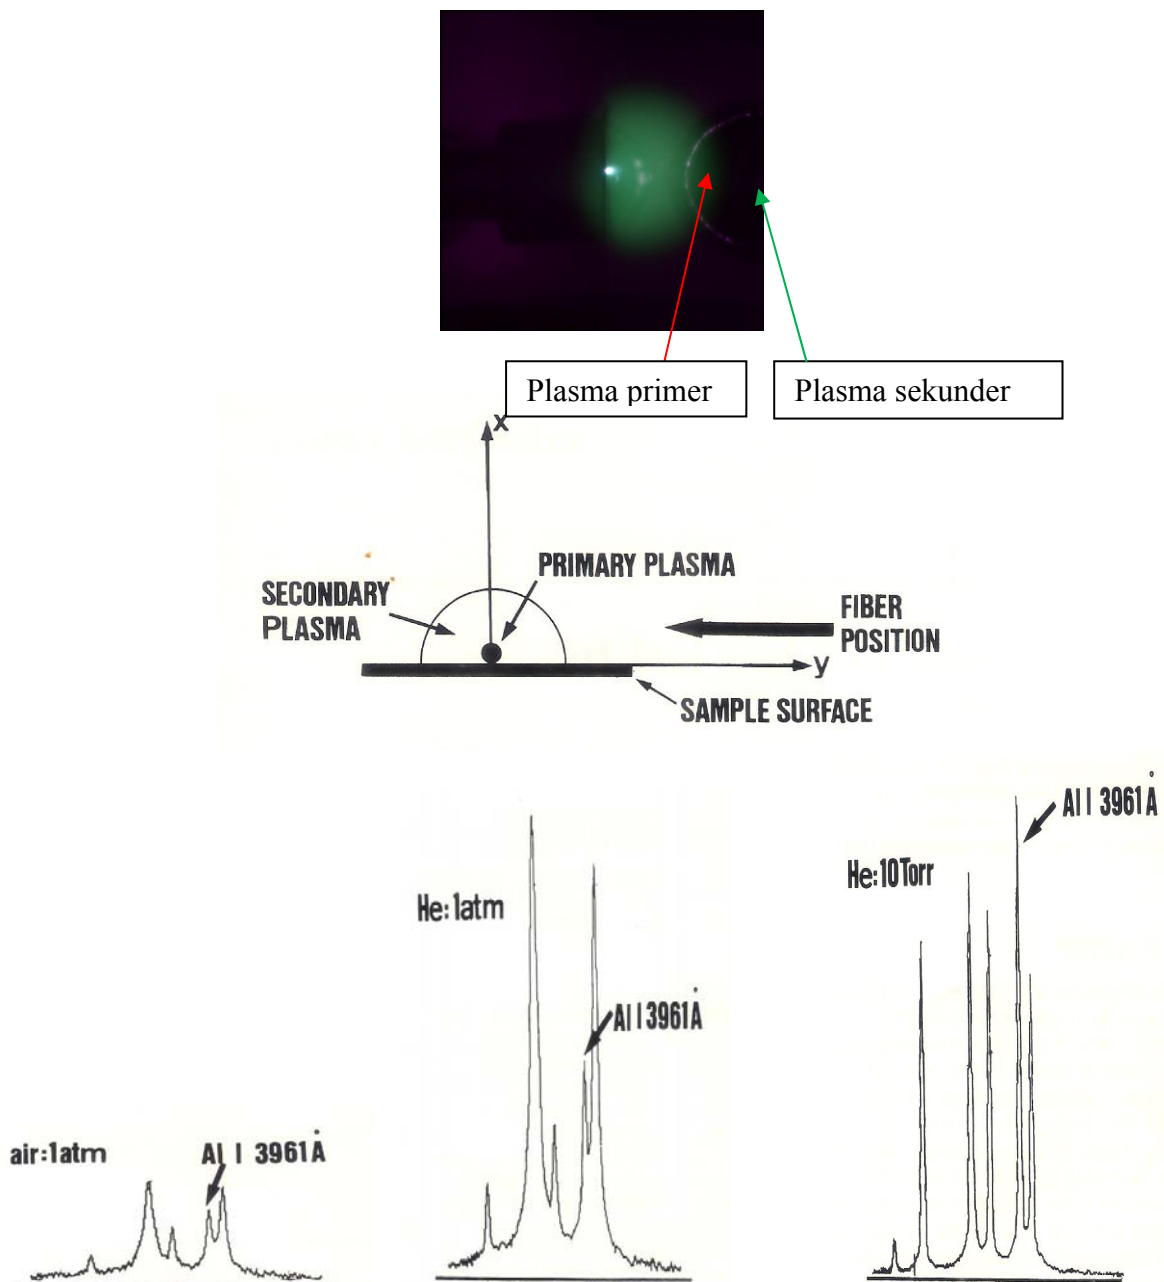 Plasma primer
Plasma sekunder
x
PRIMARY PLASMA
SECONDARY
PLASMA
FIBER
POSITION
y
SAMPLE SURFACE
Al I 3961Å
He:10Torr
He:1atm
Al I 3961Å
air:1atm
Al I 3961Å